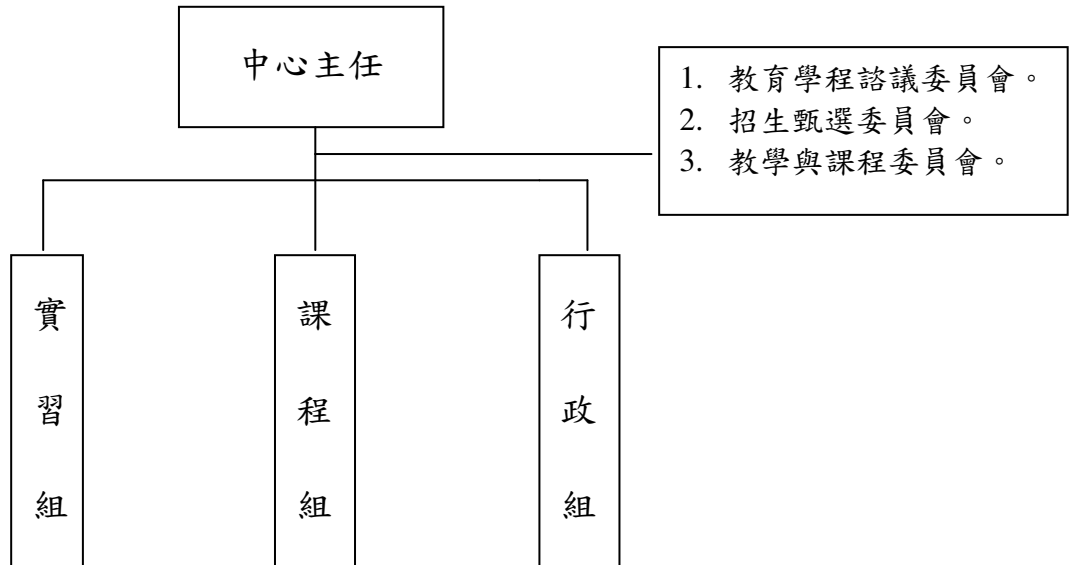 中心主任
1. 教育學程諮議委員會。
2. 招生甄選委員會。
3. 教學與課程委員會。
實習組
課程組
行政組